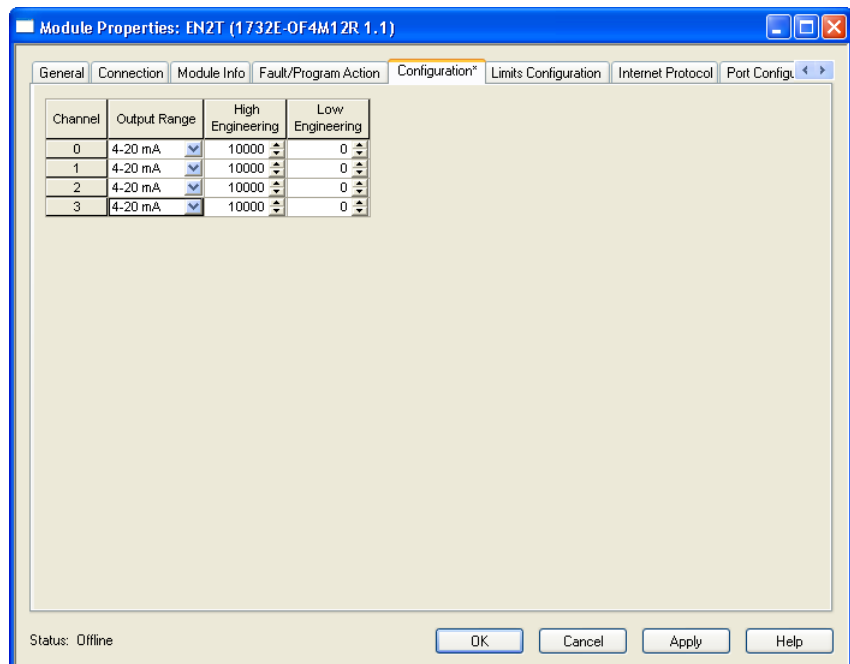 Module Properties: EN2T (1732E-OF4M12R 1.1)
General Connection Module Info Fault/Program Action Configuration* Limits Configuration Internet Protocol Port Configu
Channel Output Range High Engineering Low Engineering
0 4-20 mA 10000 0
1 4-20 mA 10000 0
2 4-20 mA 10000 0
3 4-20 mA 10000 0
Status: Offline OK Cancel Apply Help